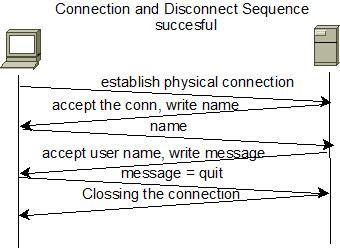 Connection and Disconnect Sequence
succesful
establish physical connection
accept the conn, write name
name
accept user name, write message
message = quit
Clossing the connection